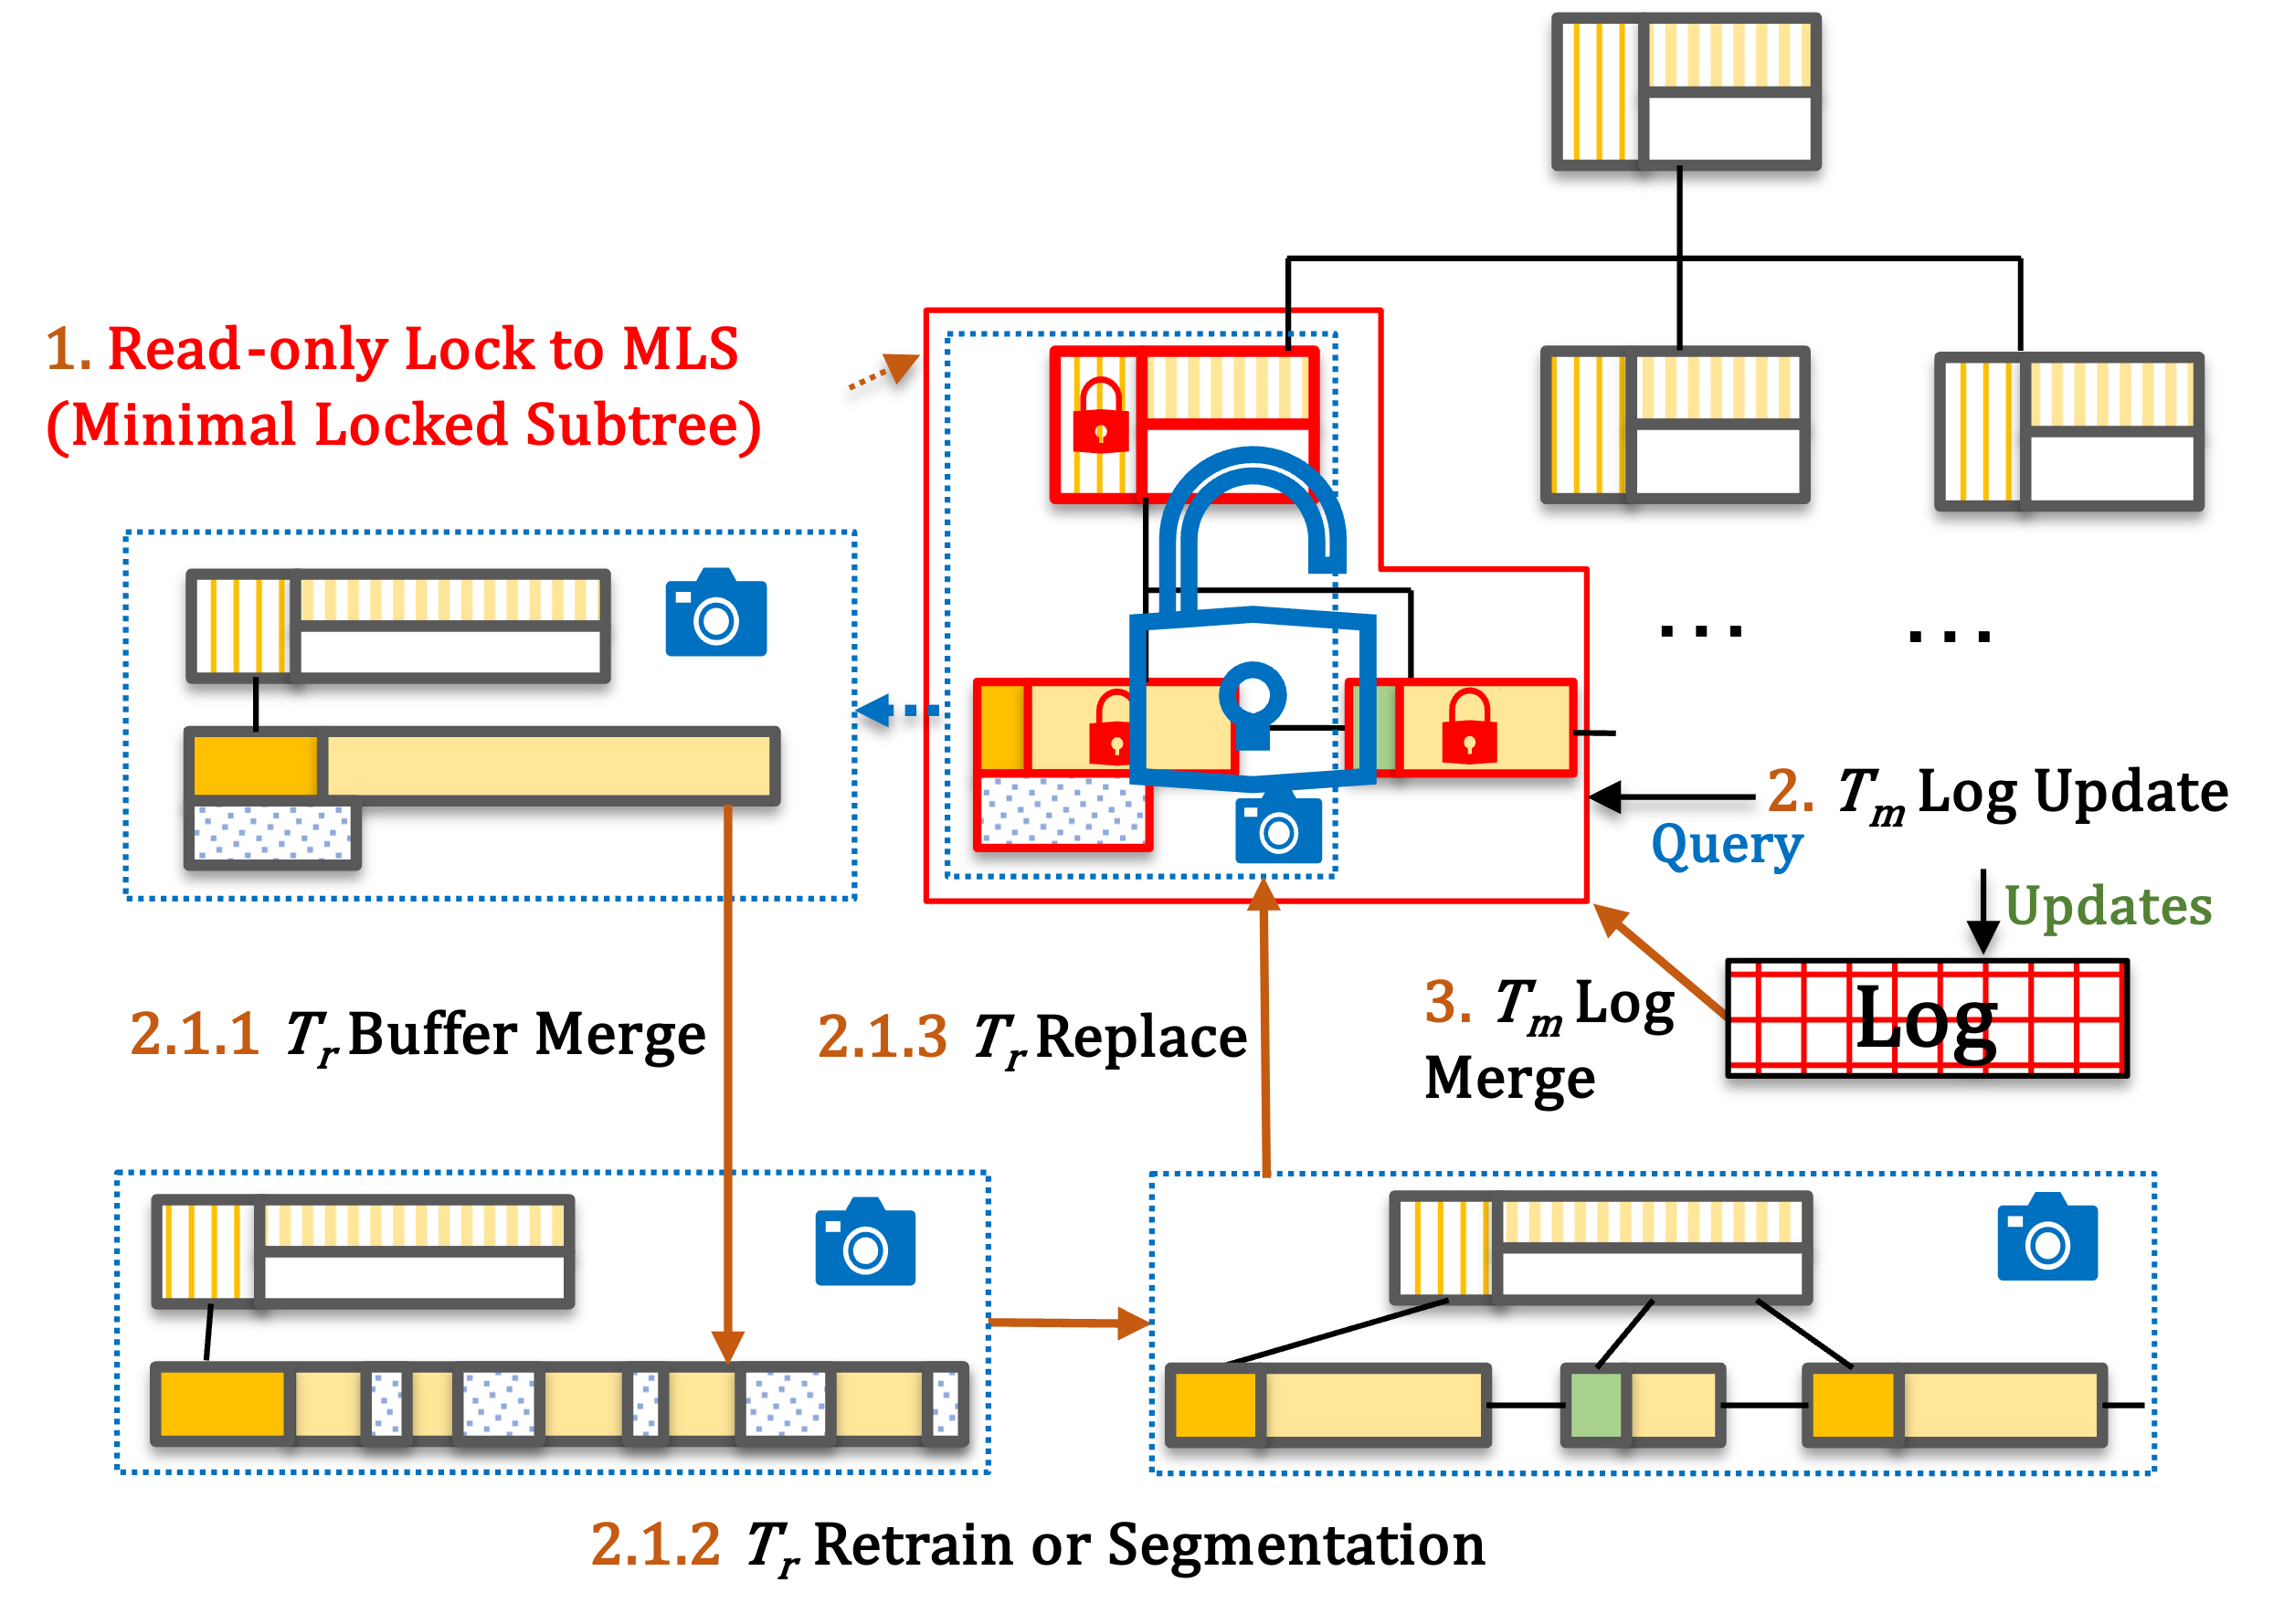 1. Read-only Lock to MLS
(Minimal Locked Subtree)
... ...
2. Tm Log Update
Query
Updates
Log
2.1.1 Tr Buffer Merge
2.1.3 Tr Replace
3. Tm Log
Merge
2.1.2 Tr Retrain or Segmentation